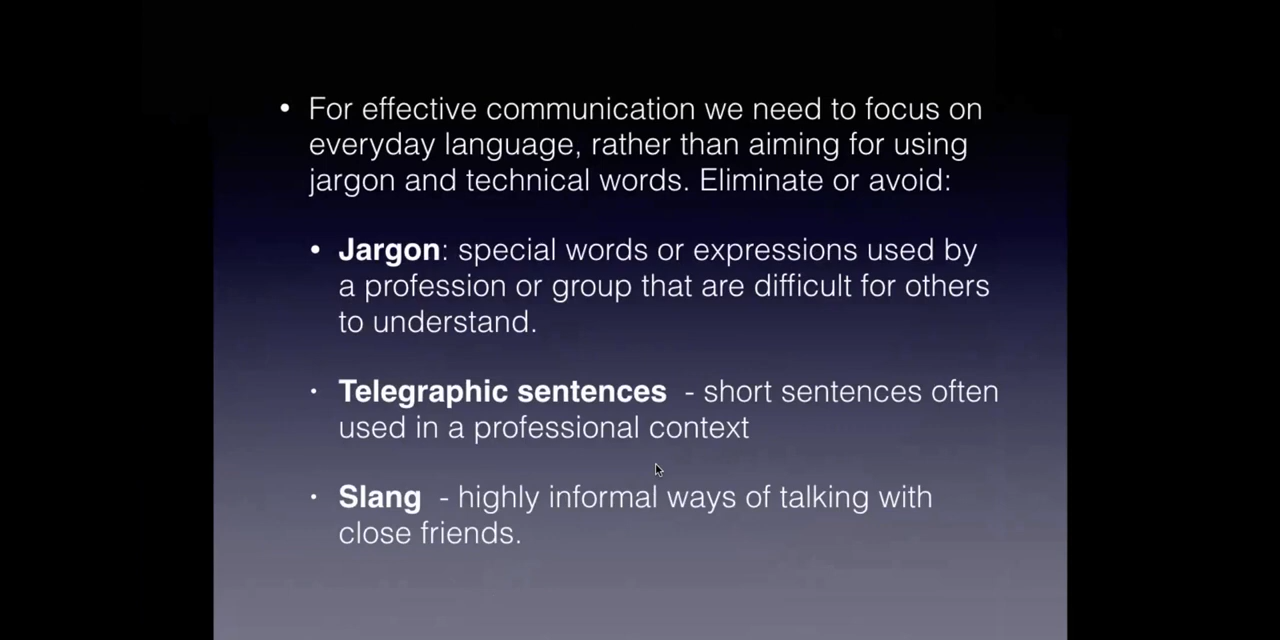 • For effective communication we need to focus on
everyday language, rather than aiming for using
jargon and technical words. Eliminate or avoid:
• Jargon: special words or expressions used by
a profession or group that are difficult for others
to understand.
• Telegraphic sentences - short sentences often
used in a professional context
• Slang - highly informal ways of talking with
close friends.